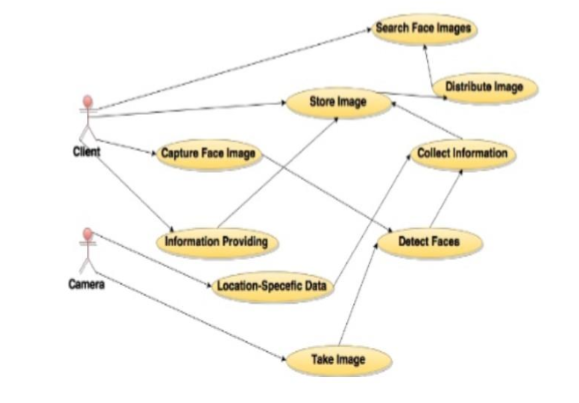 Search Face Images
Distribute Image
Store Image
Client
Capture Face Image
Collect Information
Information Providing
Detect Faces
Camera
Location-Specefic Data
Take Image